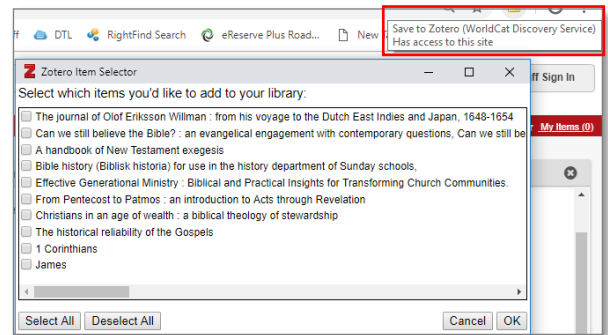 ff DTL RightFind Search eReserve Plus Road... New
Save to Zotero (WorldCat Discovery Service)
Has access to this site
Z Zotero Item Selector
ff Sign In
Select which items you'd like to add to your library:
The journal of Olof Eriksson Willman : from his voyage to the Dutch East Indies and Japan, 1648-1654
Can we still believe the Bible? : an evangelical engagement with contemporary questions, Can we still be
My Items (0)
A handbook of New Testament exegesis
Bible history (Biblisk historia) for use in the history department of Sunday schools,
Effective Generational Ministry : Biblical and Practical Insights for Transforming Church Communities.
From Pentecost to Patmos : an introduction to Acts through Revelation
Christians in an age of wealth : a biblical theology of stewardship
The historical reliability of the Gospels
1 Corinthians
James
Select All Deselect All Cancel OK